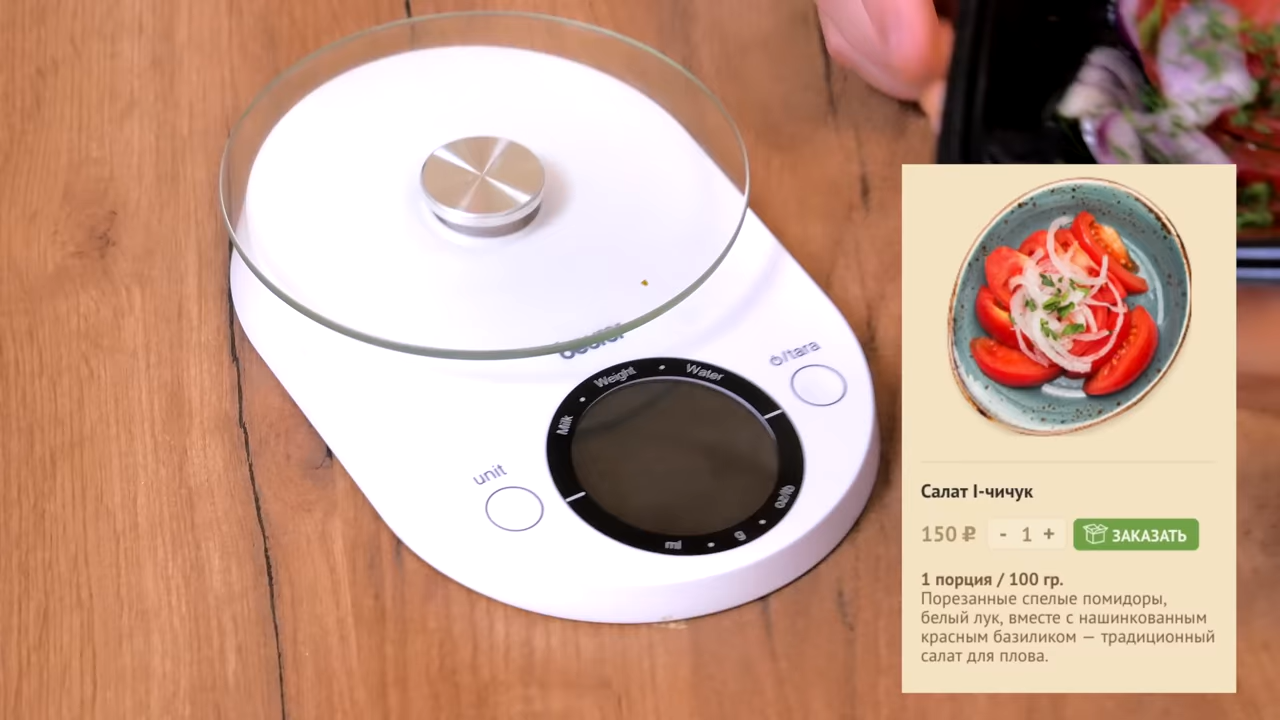 beurer
Weight • Water
Milk •
⏻/tara
unit
oz/lb
ml • g •
Салат I-чичук
150 ₽ - 1 + ЗАКАЗАТЬ
1 порция / 100 гр.
Порезанные спелые помидоры,
белый лук, вместе с нашинкованным
красным базиликом — традиционный
салат для плова.